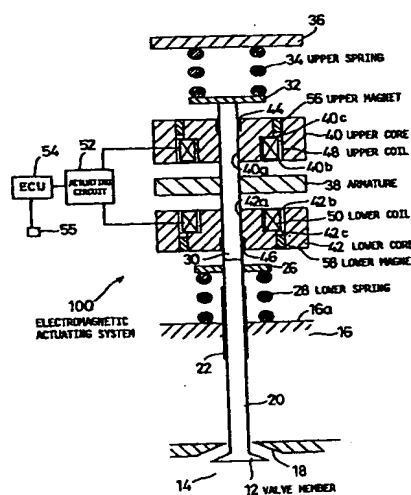 36
34 UPPER SPRING
32
44
56 UPPER MAGNET
40c
40 UPPER CORE
48 UPPER COIL
40b
40a
38 ARMATURE
54
52
ECU
ACTUATING CIRCUIT
55
42a
42b
50 LOWER COIL
42c
42 LOWER CORE
58 LOWER MAGNET
30
46
26
28 LOWER SPRING
100
ELECTROMAGNETIC ACTUATING SYSTEM
16a
16
22
20
18
14
12 VALVE MEMBER